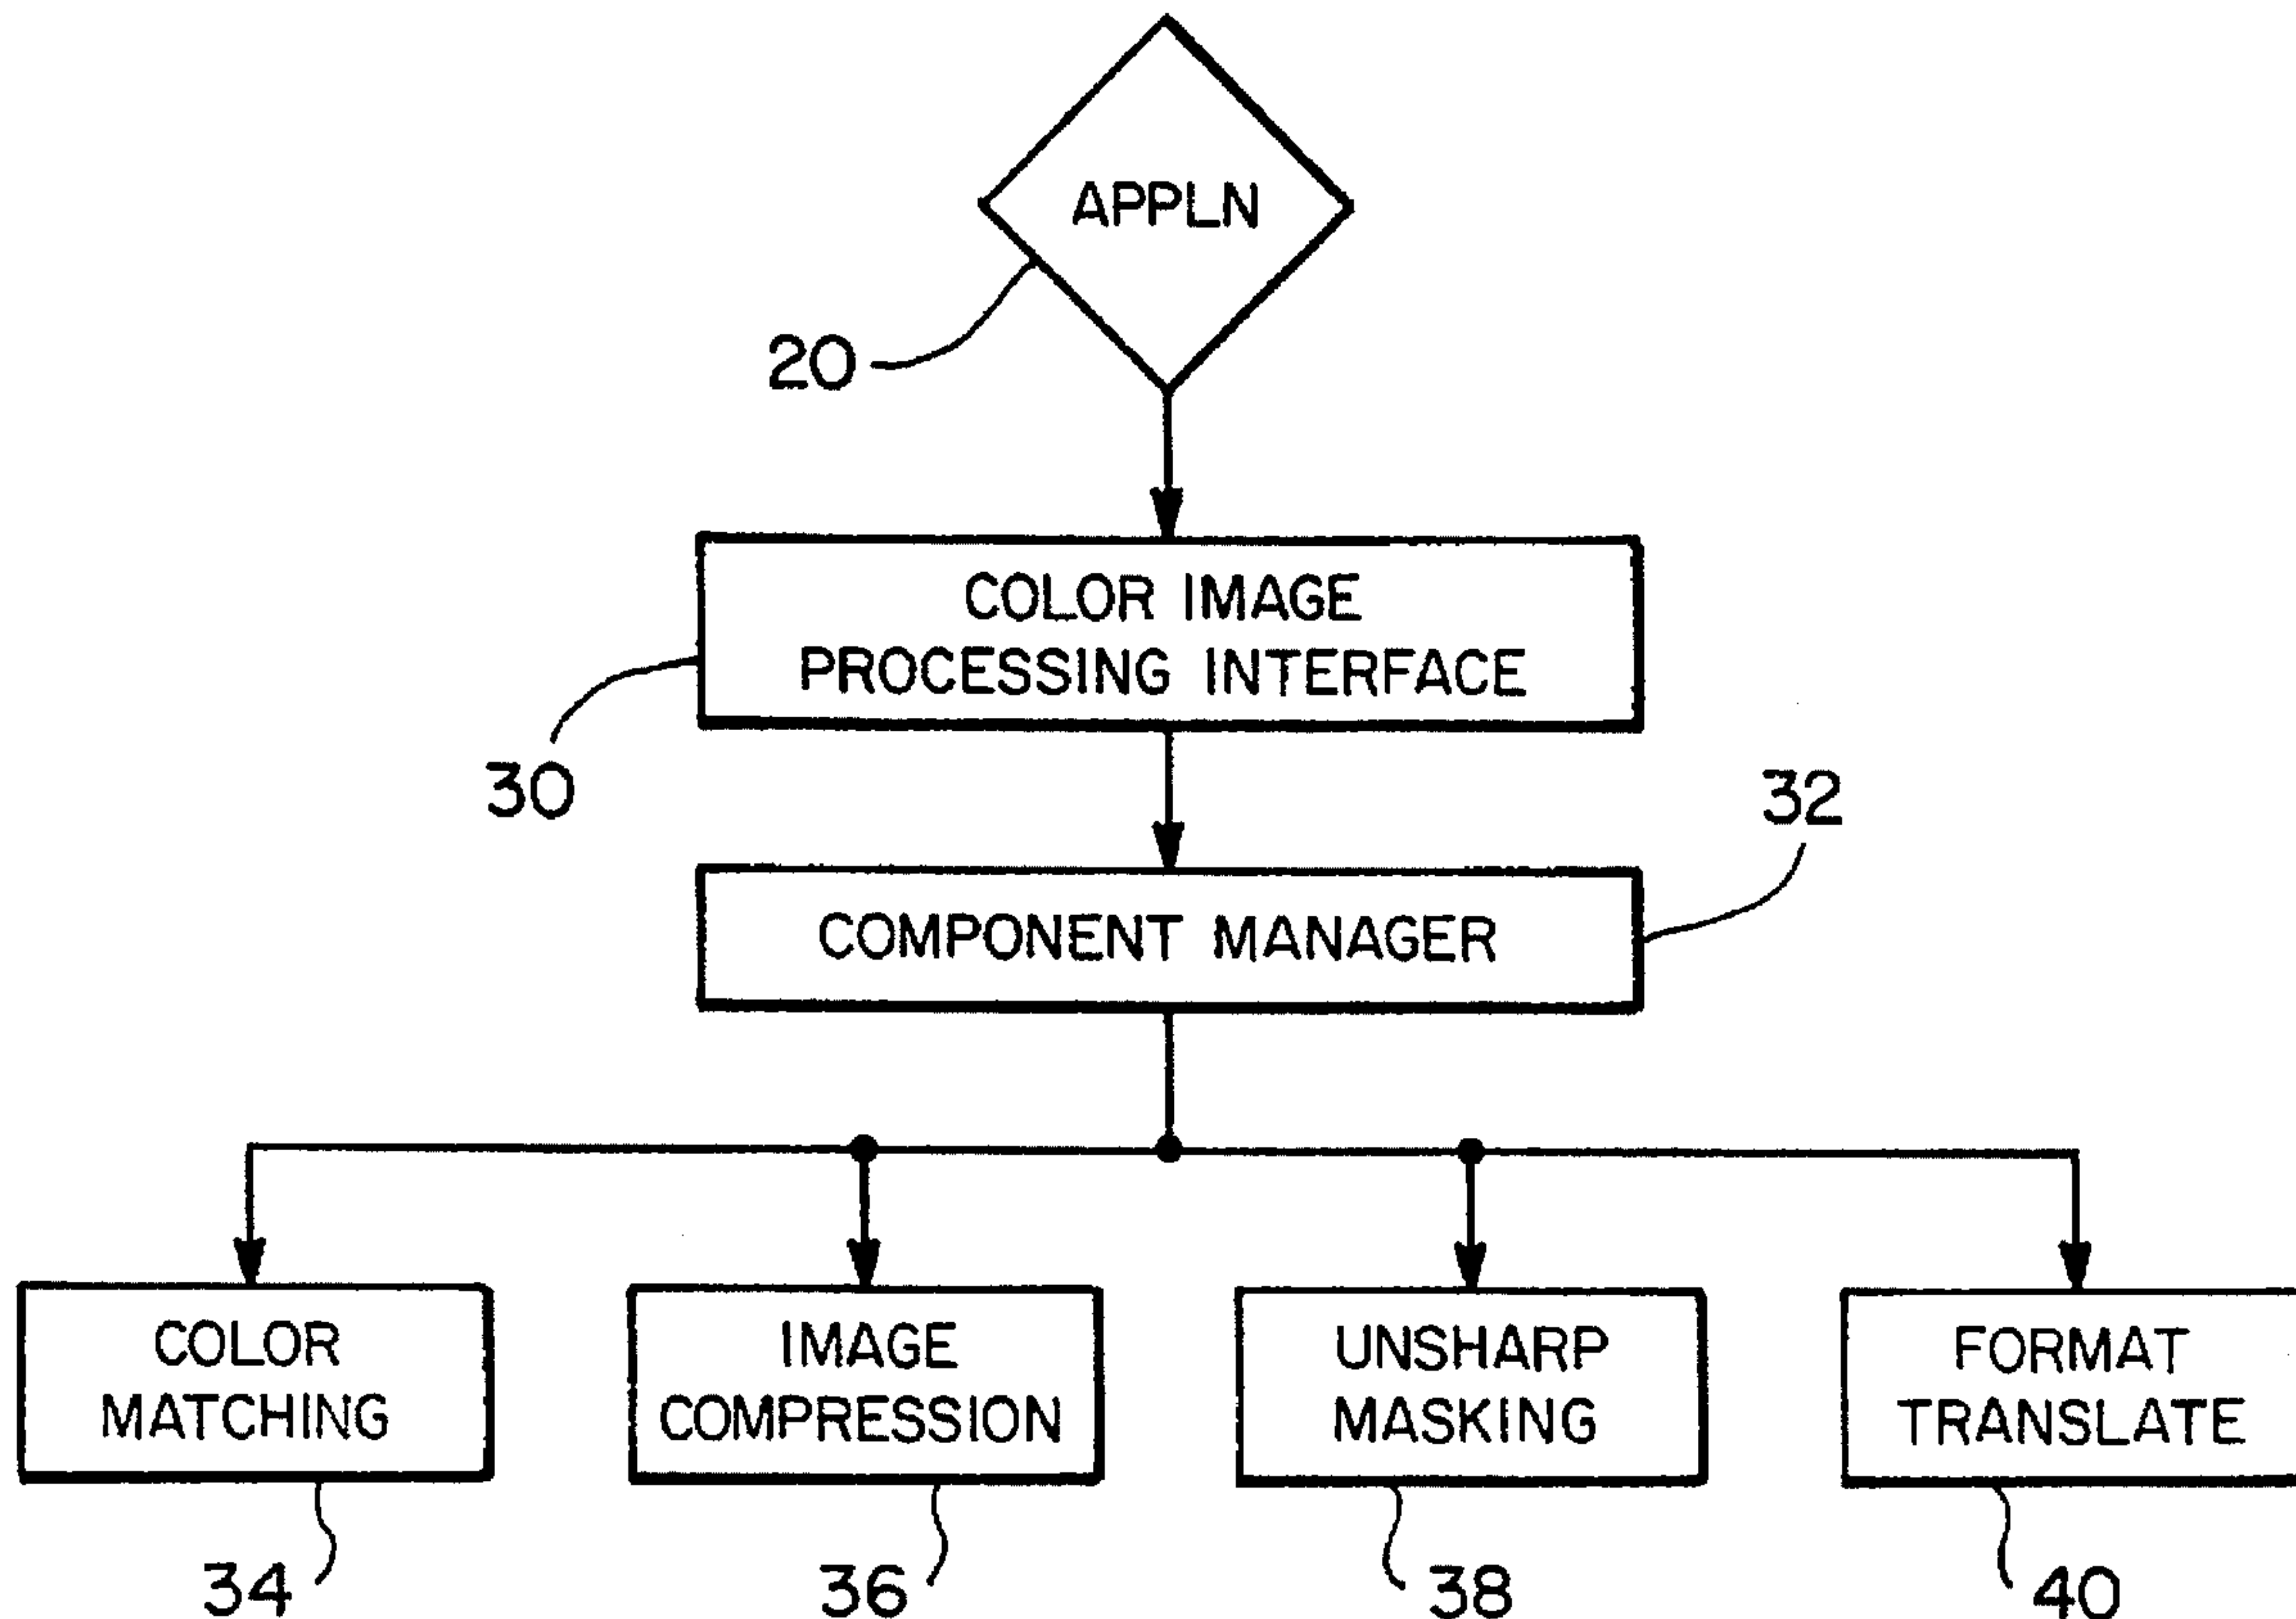 APPLN
20
COLOR IMAGE
PROCESSING INTERFACE
30
32
COMPONENT MANAGER
COLOR
MATCHING
IMAGE
COMPRESSION
UNSHARP
MASKING
FORMAT
TRANSLATE
34
36
38
40